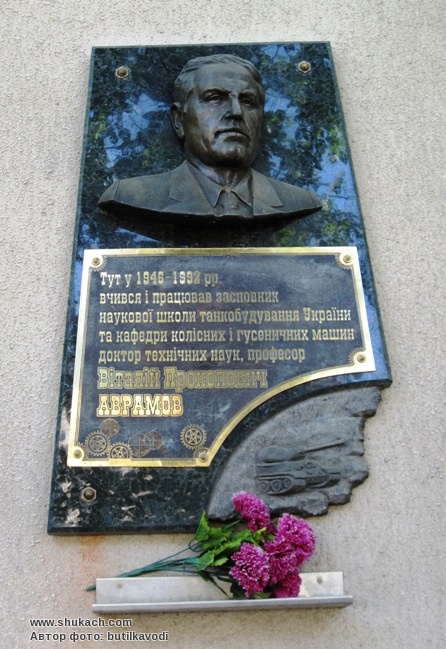 Тут у 1946-1992 рр.
вчився і працював засновник
наукової школи танкобудування України
та кафедри колісних і гусеничних машин
доктор технічних наук, професор
Віталій Прокопович
АВРАМОВ
www.shukach.com
Автор фото: butilkavodi